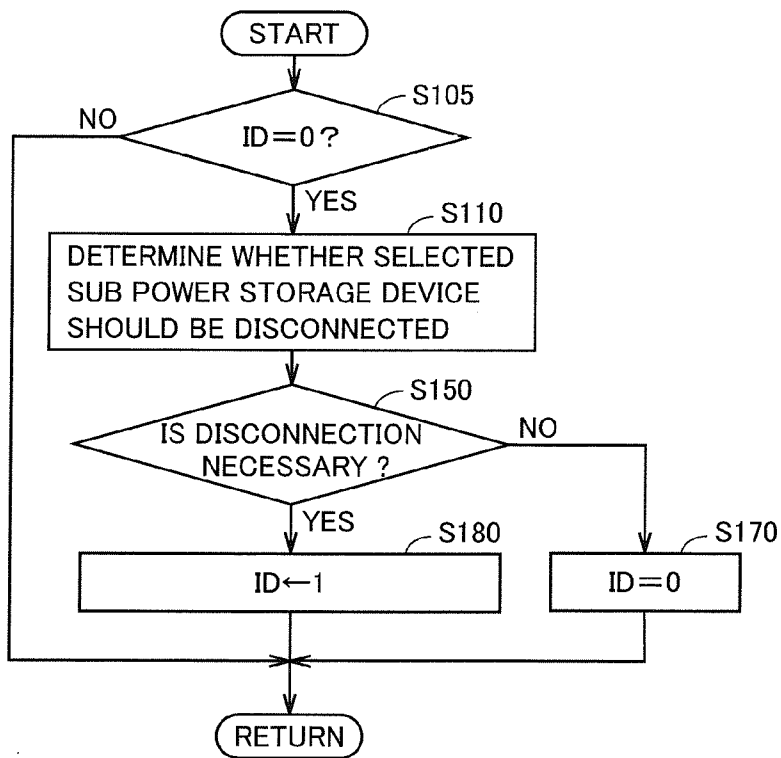 START
S105
NO
ID=0?
YES
S110
DETERMINE WHETHER SELECTED
SUB POWER STORAGE DEVICE
SHOULD BE DISCONNECTED
S150
IS DISCONNECTION
NECESSARY ?
NO
YES
S180
S170
ID←1
ID=0
RETURN